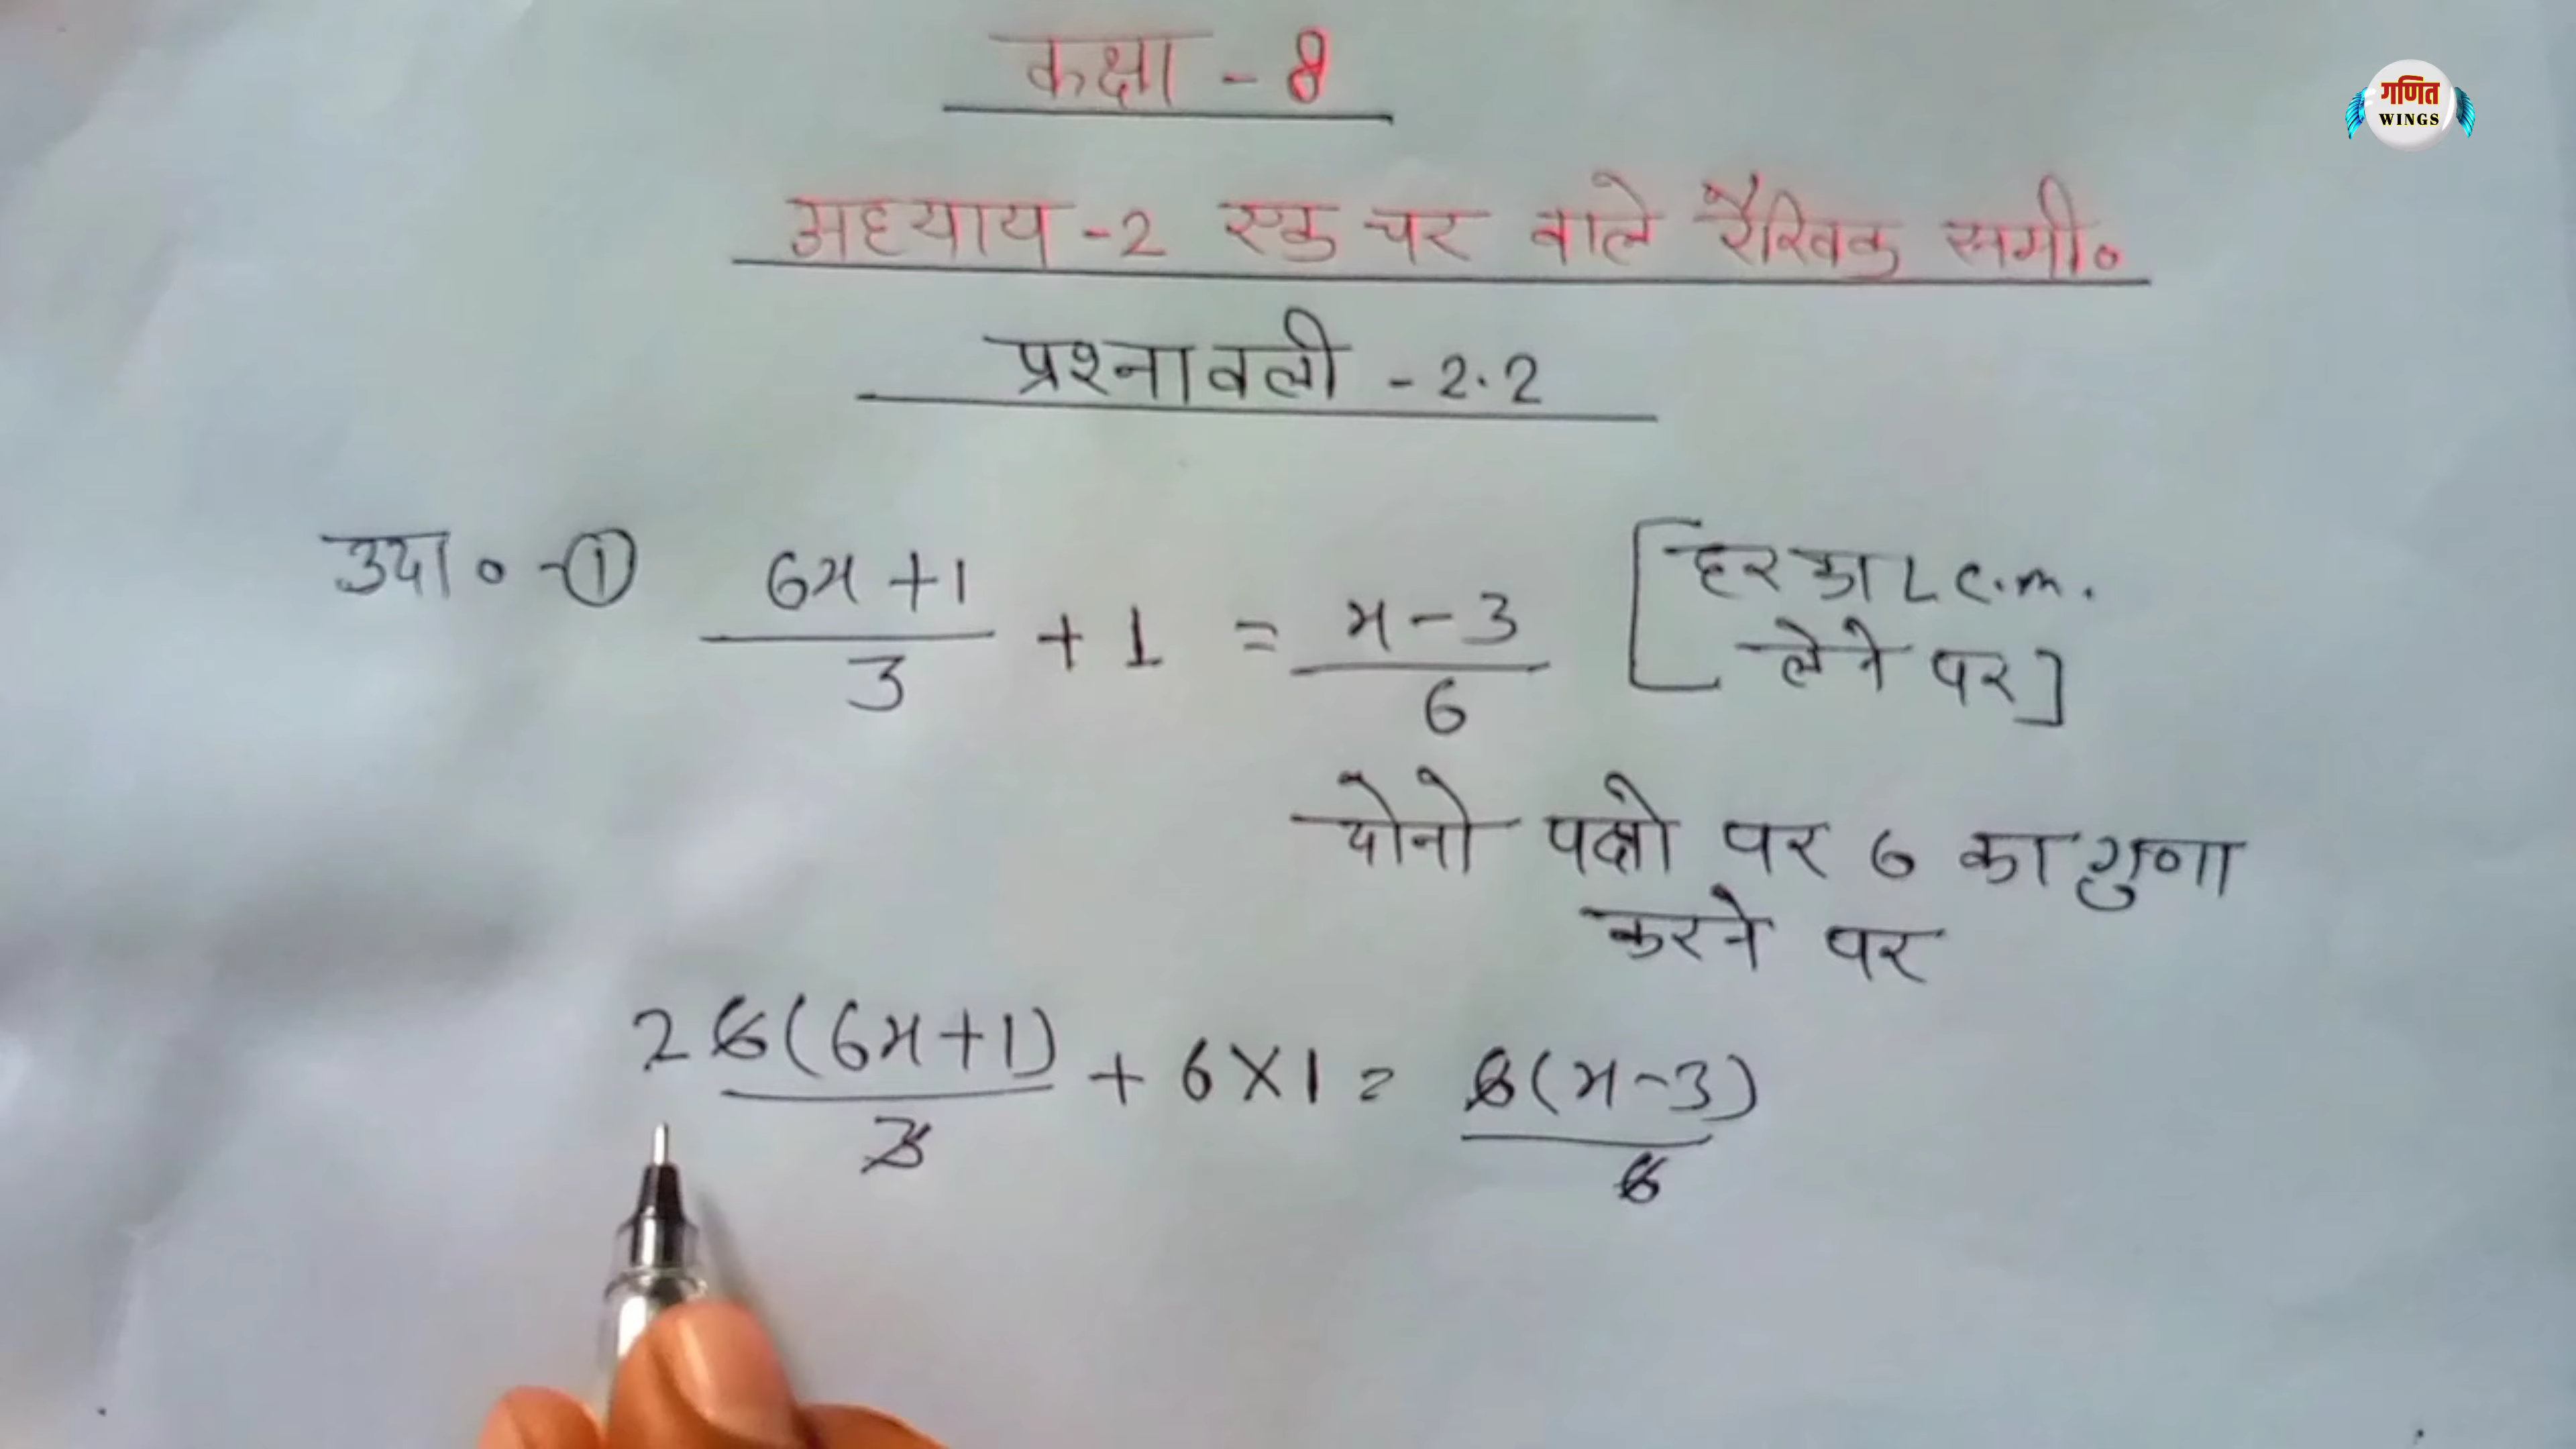 गणित
WINGS
कक्षा - 8
अध्याय - 2 एक चर वाले रैखिक समी०
प्रश्नावली - 2.2
उदा० - ① (6x + 1)/3 + 1 = (x - 3)/6 [हर का L C.M.
लेने पर]
दोनो पक्षो पर 6 का गुणा
करने पर
2 6(6x+1)/3 + 6×1 = 6(x-3)/6